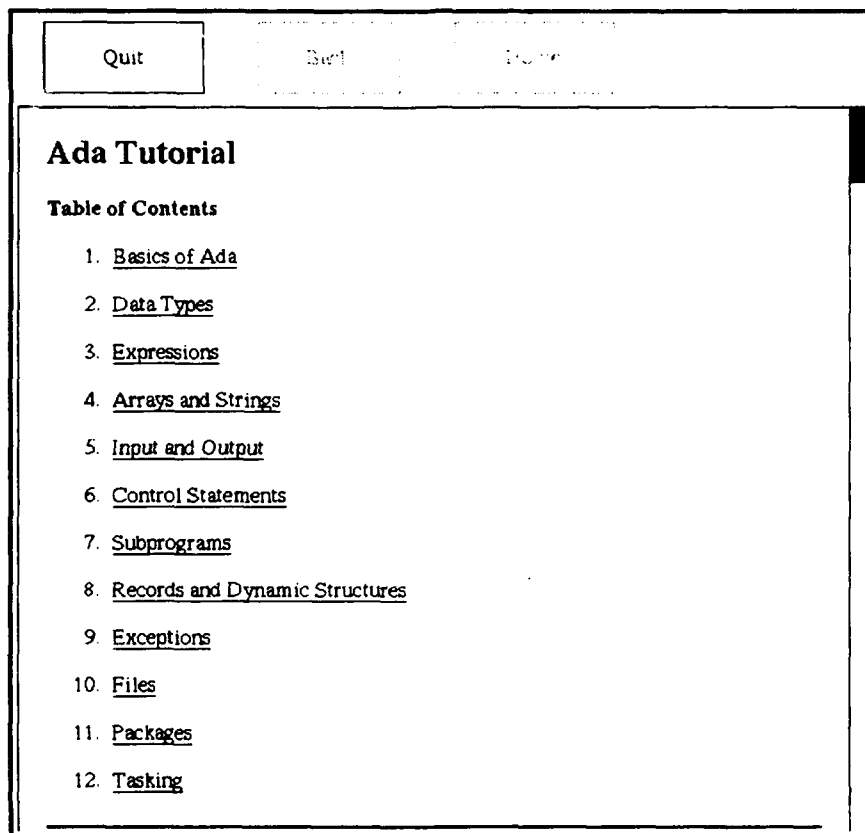 Quit
Ada Tutorial
Table of Contents
1. Basics of Ada
2. Data Types
3. Expressions
4. Arrays and Strings
5. Input and Output
6. Control Statements
7. Subprograms
8. Records and Dynamic Structures
9. Exceptions
10. Files
11. Packages
12. Tasking